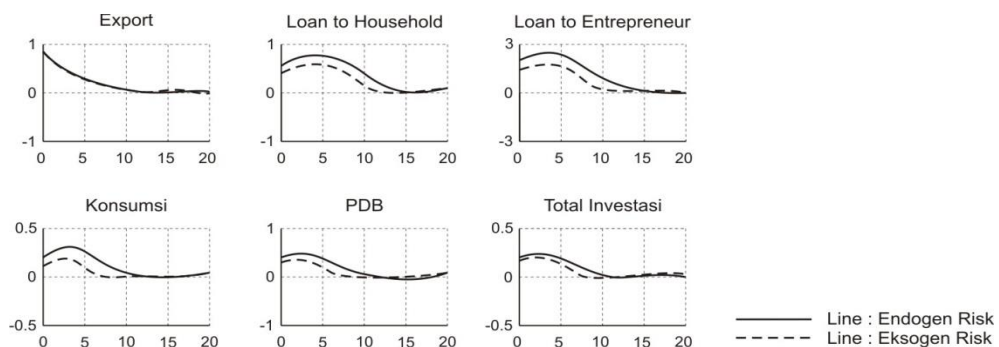 Export
1
0
-1
0 5 10 15 20
Loan to Household
1
0
1
0 5 10 15 20
Loan to Entrepreneur
3
0
-3
0 5 10 15 20
Konsumsi
0.5
0
-0.5
0 5 10 15 20
PDB
1
0
-1
0 5 10 15 20
Total Investasi
0.5
0
-0.5
0 5 10 15 20
Line : Endogen Risk
Line : Eksogen Risk